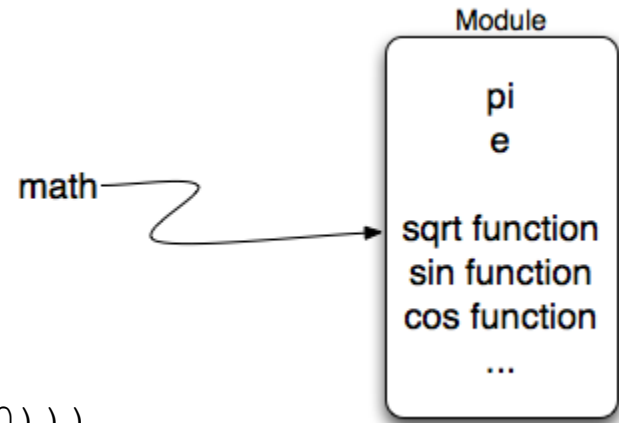 Module
pi
e
math
sqrt function
sin function
cos function
...
)))